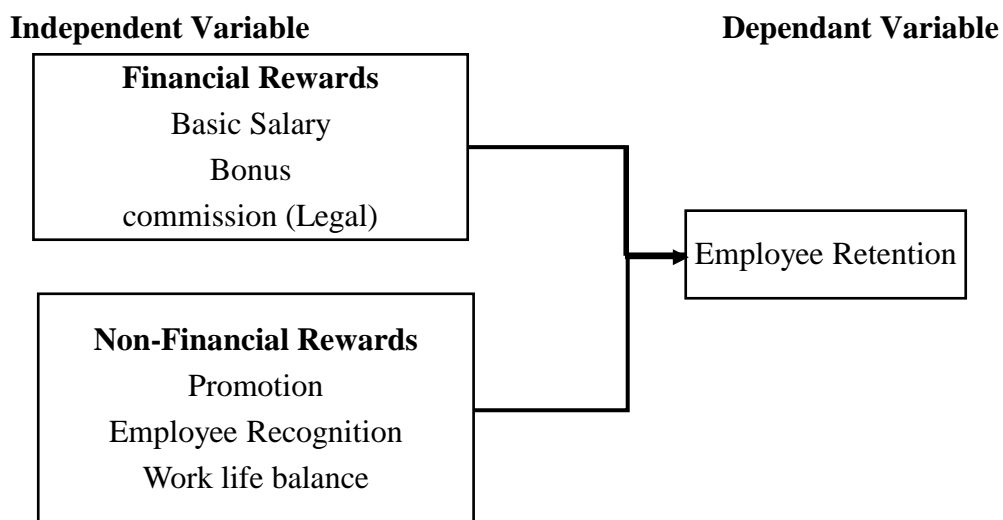 Independent Variable
Dependant Variable
Financial Rewards
Basic Salary
Bonus
commission (Legal)
Employee Retention
Non-Financial Rewards
Promotion
Employee Recognition
Work life balance